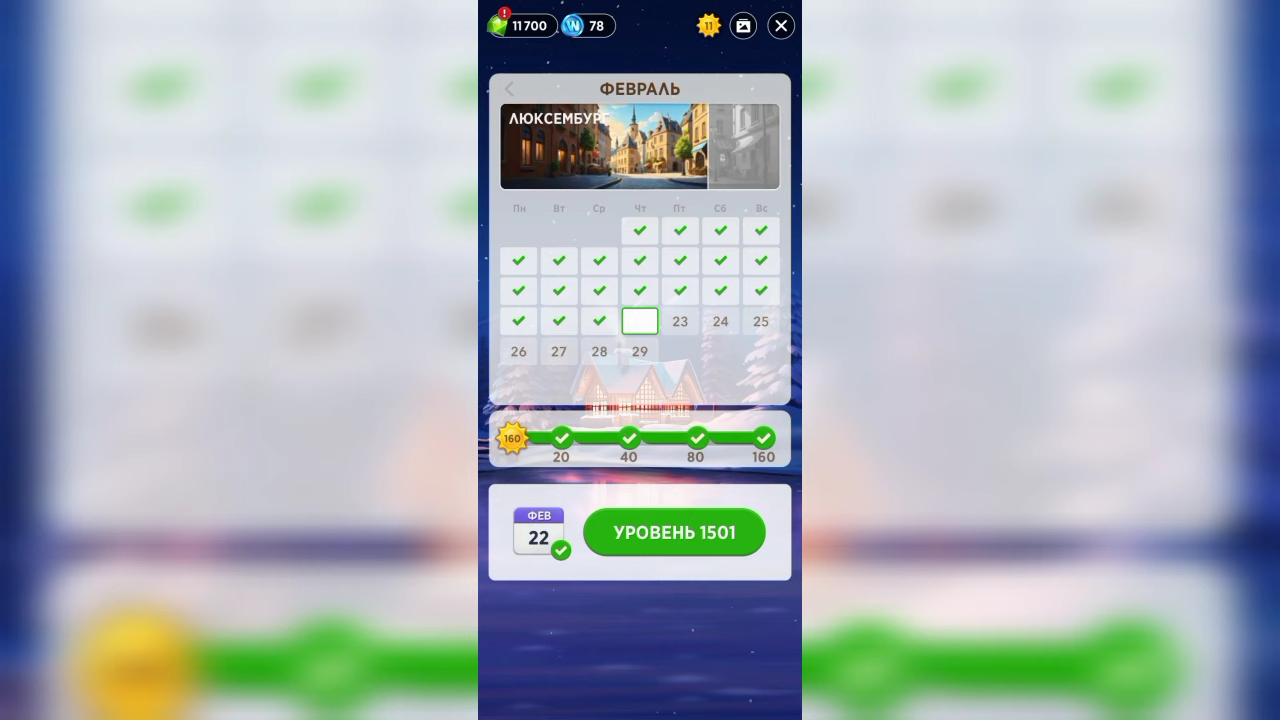 ! 11700 W 78 11
ФЕВРАЛЬ
ЛЮКСЕМБУРГ
Пн Вт Ср Чт Пт Сб Вс
23 24 25
26 27 28 29
160
20 40 80 160
ФЕВ
22
УРОВЕНЬ 1501